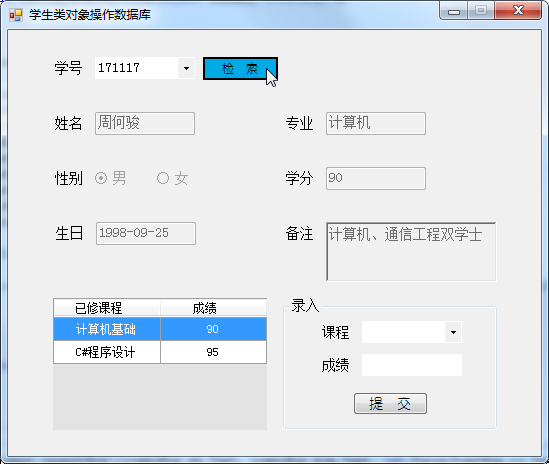 学生类对象操作数据库
学号 171117 检 索
姓名 周何骏 专业 计算机
性别 男 女 学分 90
生日 1998-09-25 备注 计算机、通信工程双学士
已修课程 成绩
计算机基础 90
C#程序设计 95
录入
课程
成绩
提 交